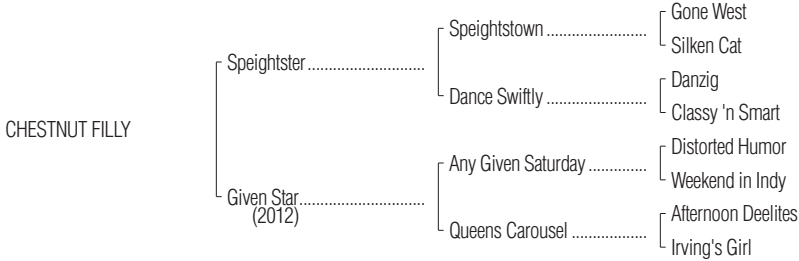 Gone West
Speightstown ........................
Silken Cat
Speightster ............................
Danzig
Dance Swiftly ........................
Classy 'n Smart
CHESTNUT FILLY
Distorted Humor
Any Given Saturday ..............
Weekend in Indy
Given Star..............................
(2012)
Afternoon Deelites
Queens Carousel ..................
Irving's Girl